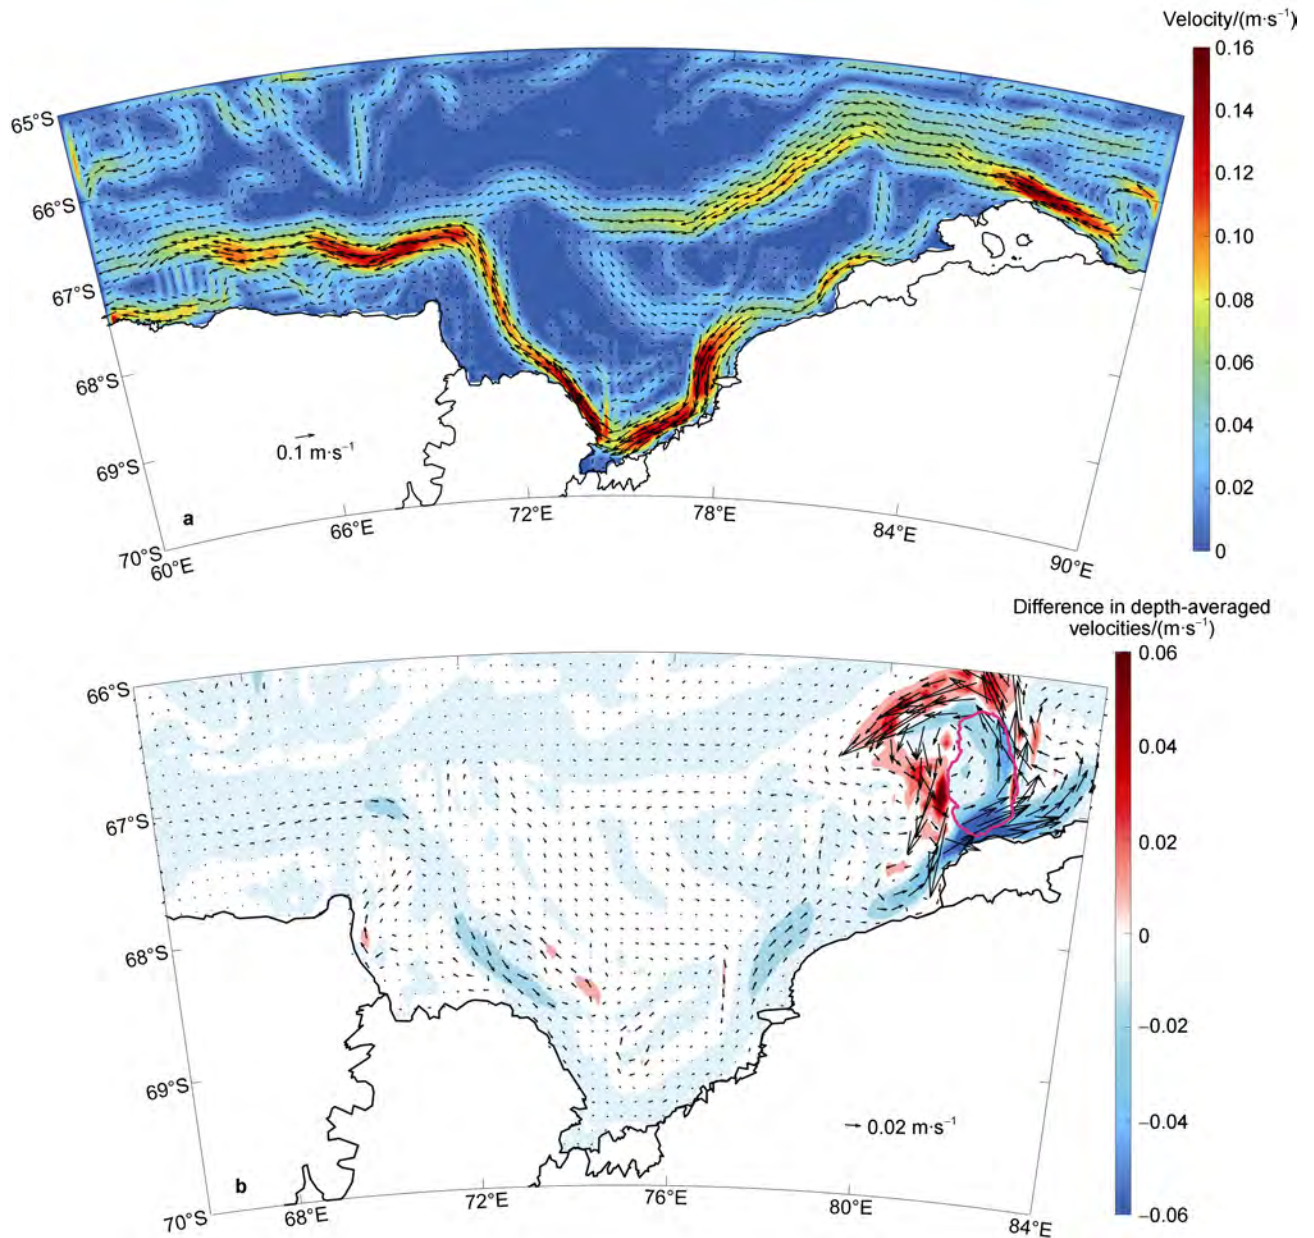 Velocity/(m·s⁻¹)
0.16
0.14
0.12
0.10
0.08
0.06
0.04
0.02
0
65°S
66°S
67°S
68°S
69°S
70°S
60°E
66°E
72°E
78°E
84°E
90°E
0.1 m·s⁻¹
a
Difference in depth-averaged
velocities/(m·s⁻¹)
0.06
0.04
0.02
0
−0.02
−0.04
−0.06
66°S
67°S
68°S
69°S
70°S
68°E
72°E
76°E
80°E
84°E
0.02 m·s⁻¹
b